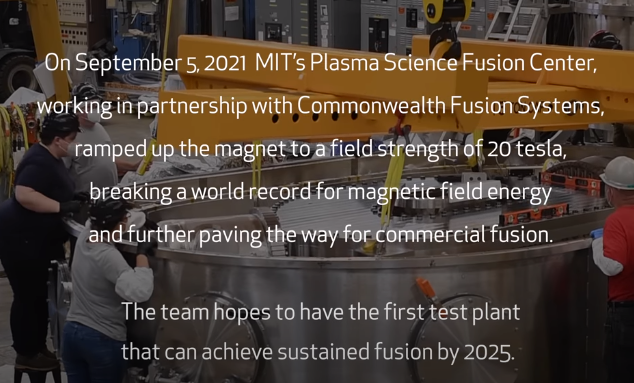 On September 5, 2021 MIT's Plasma Science Fusion Center,
working in partnership with Commonwealth Fusion Systems,
ramped up the magnet to a field strength of 20 tesla,
breaking a world record for magnetic field energy
and further paving the way for commercial fusion.
The team hopes to have the first test plant
that can achieve sustained fusion by 2025.